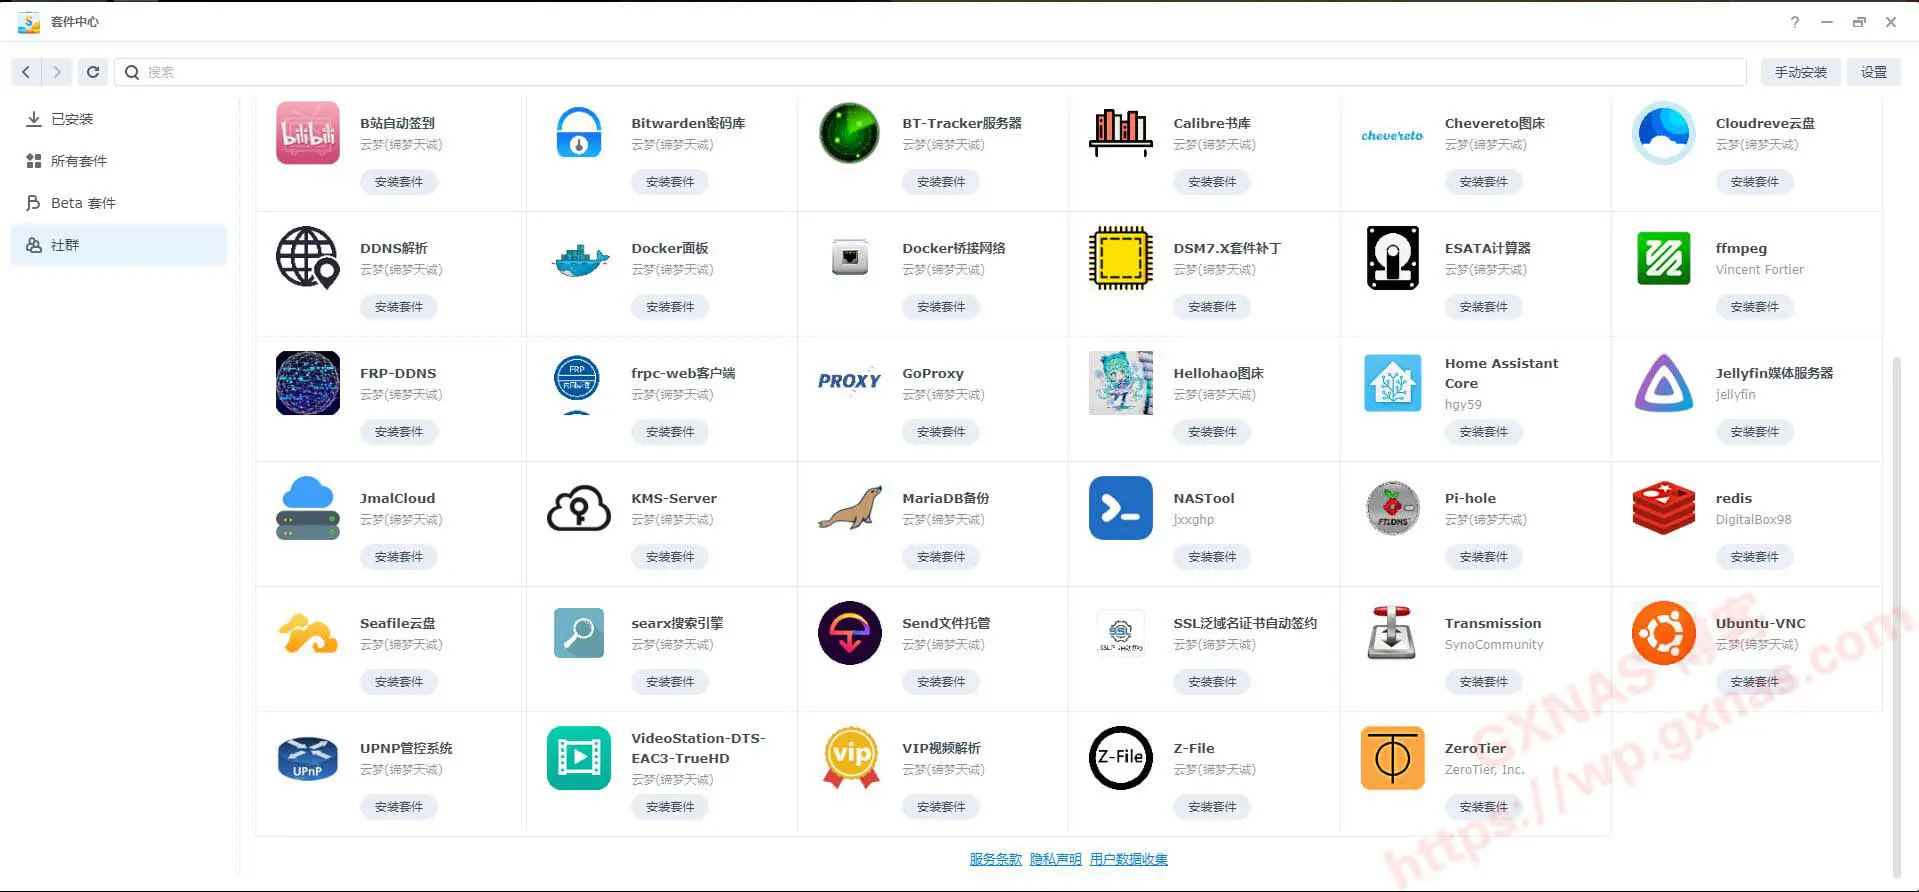 套件中心
搜索
手动安装
设置
已安装
所有套件
Beta 套件
社群
bilibili
B站自动签到
云梦(缔梦天诚)
安装套件
Bitwarden密码库
云梦(缔梦天诚)
安装套件
BT-Tracker服务器
云梦(缔梦天诚)
安装套件
Calibre书库
云梦(缔梦天诚)
安装套件
chevereto
Chevereto图床
云梦(缔梦天诚)
安装套件
Cloudreve云盘
云梦(缔梦天诚)
安装套件
DDNS解析
云梦(缔梦天诚)
安装套件
Docker面板
云梦(缔梦天诚)
安装套件
Docker桥接网络
云梦(缔梦天诚)
安装套件
DSM7.X套件补丁
云梦(缔梦天诚)
安装套件
ESATA计算器
云梦(缔梦天诚)
安装套件
ffmpeg
Vincent Fortier
安装套件
FRP-DDNS
云梦(缔梦天诚)
安装套件
FRP
frpc-web客户端
云梦(缔梦天诚)
安装套件
PROXY
GoProxy
云梦(缔梦天诚)
安装套件
Hellohao图床
云梦(缔梦天诚)
安装套件
Home Assistant
Core
hgy59
安装套件
Jellyfin媒体服务器
jellyfin
安装套件
JmalCloud
云梦(缔梦天诚)
安装套件
KMS-Server
云梦(缔梦天诚)
安装套件
MariaDB备份
云梦(缔梦天诚)
安装套件
NASTool
jxxghp
安装套件
FTLDNS
Pi-hole
云梦(缔梦天诚)
安装套件
redis
DigitalBox98
安装套件
Seafile云盘
云梦(缔梦天诚)
安装套件
searx搜索引擎
云梦(缔梦天诚)
安装套件
Send文件托管
云梦(缔梦天诚)
安装套件
SSL
SSL泛域名证书自动签约
云梦(缔梦天诚)
安装套件
Transmission
SynoCommunity
安装套件
Ubuntu-VNC
云梦(缔梦天诚)
安装套件
UPnP
UPNP管控系统
云梦(缔梦天诚)
安装套件
VideoStation-DTS-
EAC3-TrueHD
云梦(缔梦天诚)
安装套件
vip
VIP视频解析
云梦(缔梦天诚)
安装套件
Z-File
Z-File
云梦(缔梦天诚)
安装套件
ZeroTier
ZeroTier, Inc.
安装套件
服务条款 隐私声明 用户数据收集
GXNAS博客
https://wp.gxnas.com